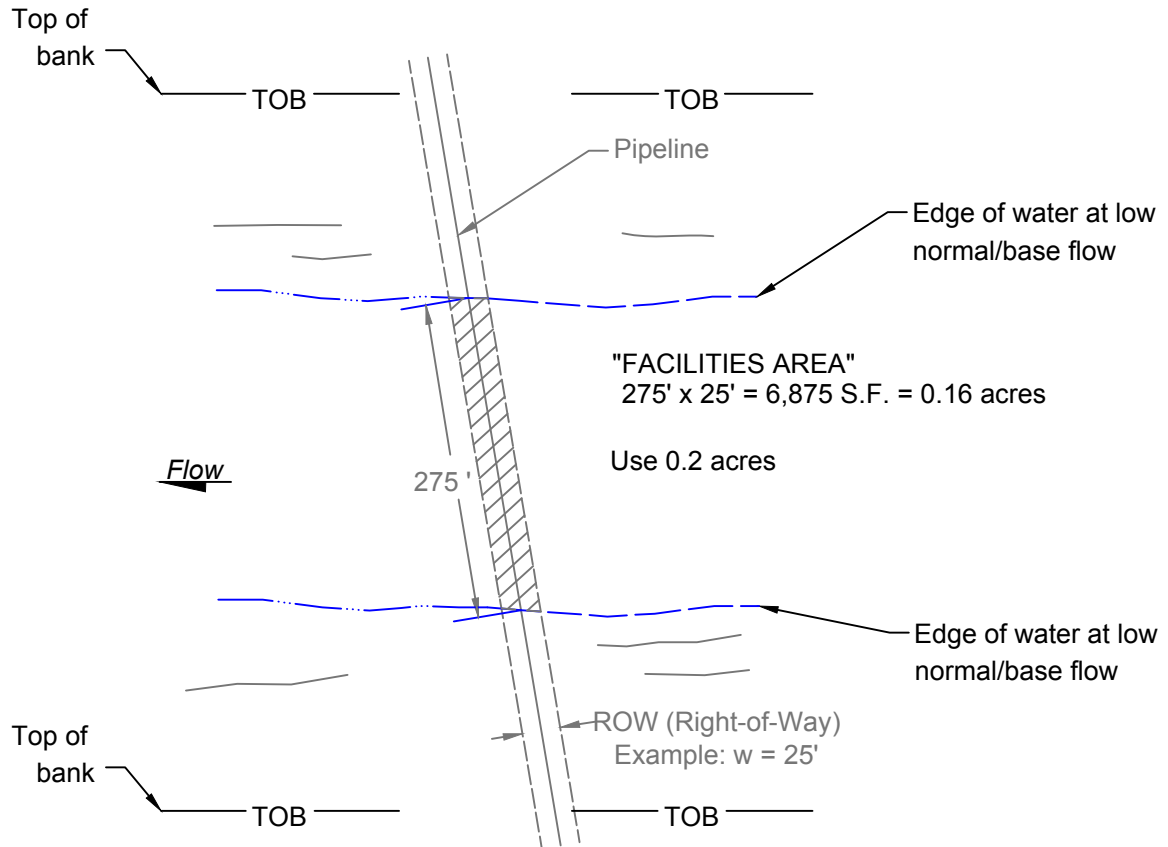 Top of
bank
TOB
TOB
Pipeline
Edge of water at low
normal/base flow
"FACILITIES AREA"
275' x 25' = 6,875 S.F. = 0.16 acres
Use 0.2 acres
Flow
275 '
Edge of water at low
normal/base flow
ROW (Right-of-Way)
Example: w = 25'
Top of
bank
TOB
TOB